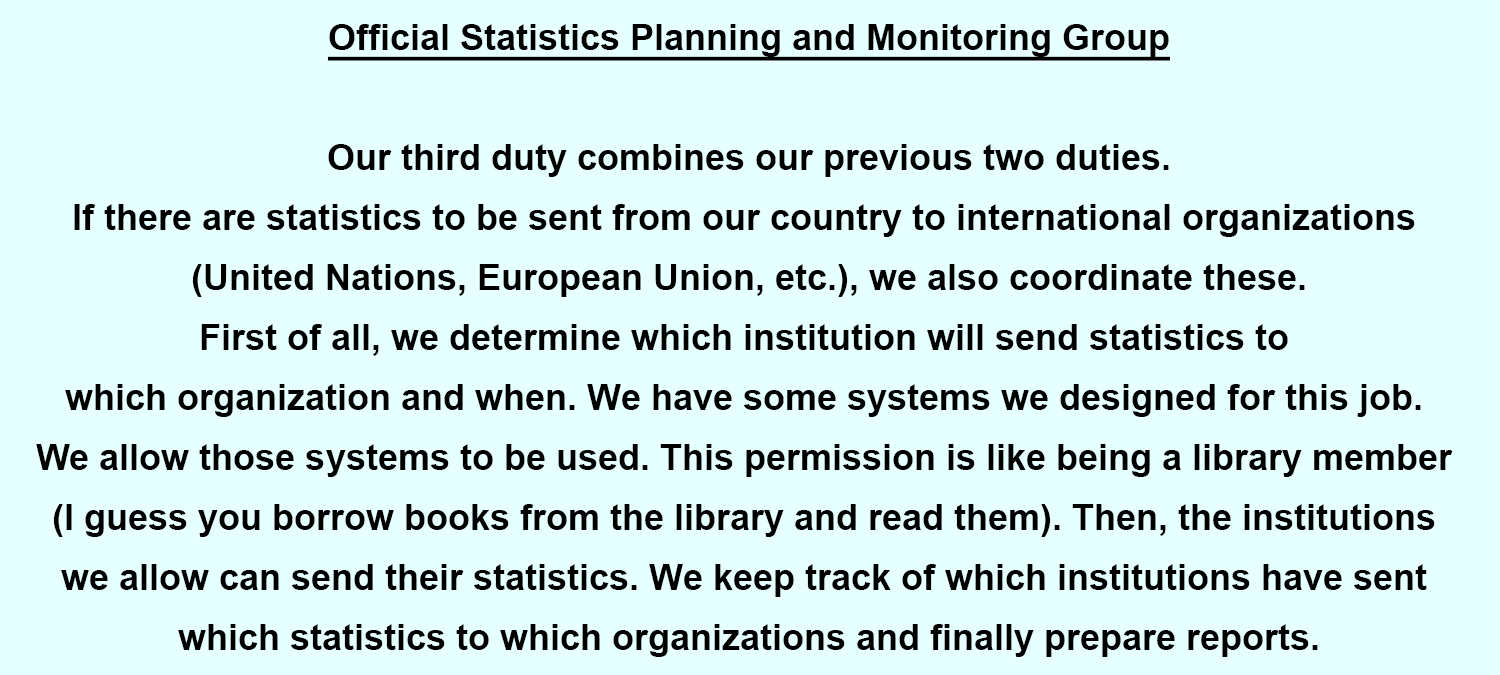 Official Statistics Planning and Monitoring Group
Our third duty combines our previous two duties.
If there are statistics to be sent from our country to international organizations
(United Nations, European Union, etc.), we also coordinate these.
First of all, we determine which institution will send statistics to
which organization and when. We have some systems we designed for this job.
We allow those systems to be used. This permission is like being a library member
(I guess you borrow books from the library and read them). Then, the institutions
we allow can send their statistics. We keep track of which institutions have sent
which statistics to which organizations and finally prepare reports.